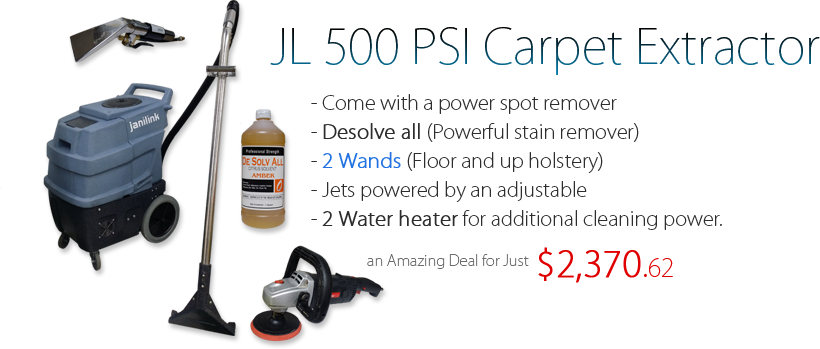 JL 500 PSI Carpet Extractor
- Come with a power spot remover
- Desolve all (Powerful stain remover)
- 2 Wands (Floor and up holstery)
- Jets powered by an adjustable
- 2 Water heater for additional cleaning power.
an Amazing Deal for Just $2,370.62
janilink
Professional Strength
DE SOLV ALL
CITRUS SOLVENT
AMBER